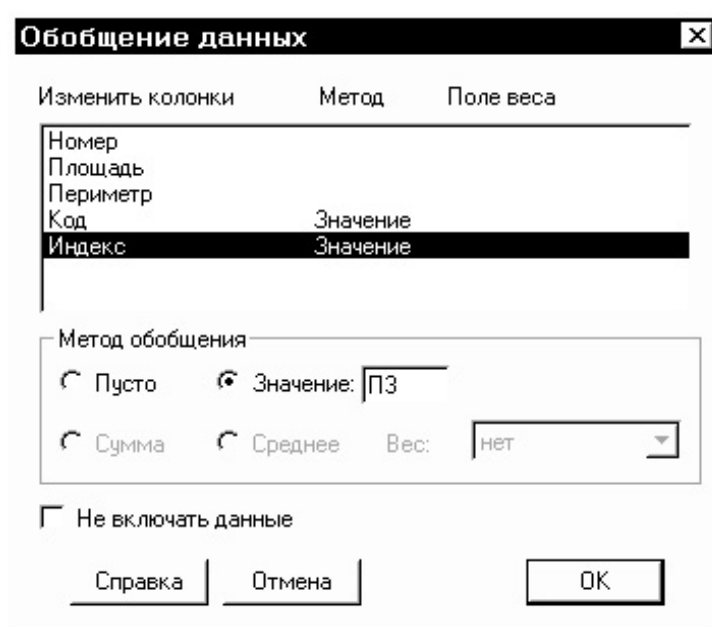 Обобщение данных
Изменить колонки Метод Поле веса
Номер
Площадь
Периметр
Код Значение
Индекс Значение
Метод обобщения
Пусто Значение: ПЗ
Сумма Среднее Вес: нет
Не включать данные
Справка Отмена OK